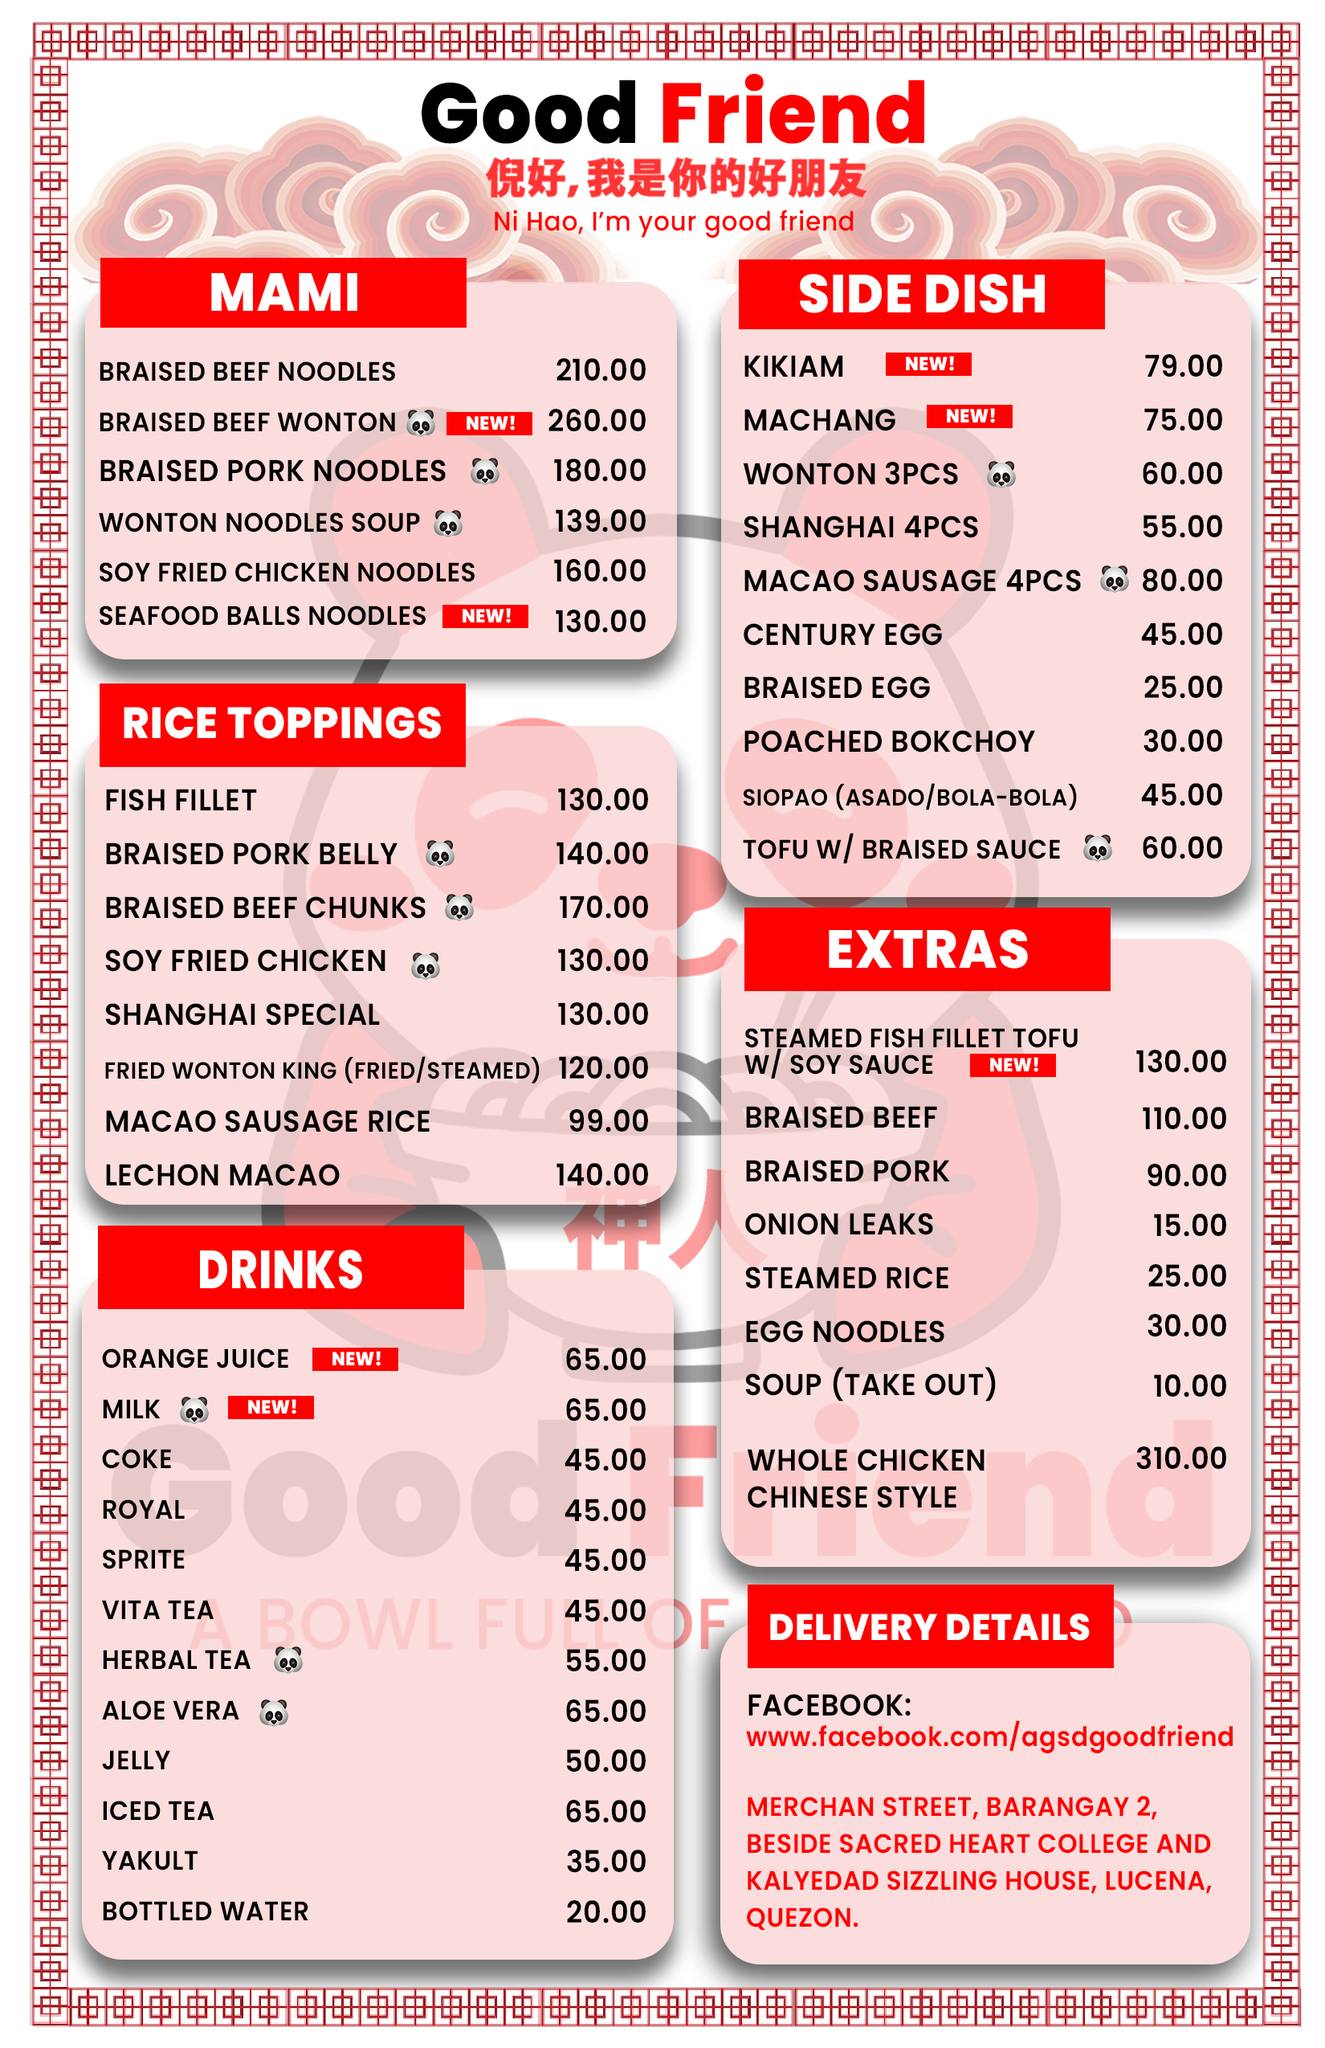 Good Friend
倪好, 我是你的好朋友
Ni Hao, I'm your good friend
MAMI
BRAISED BEEF NOODLES 210.00
BRAISED BEEF WONTON NEW! 260.00
BRAISED PORK NOODLES 180.00
WONTON NOODLES SOUP 139.00
SOY FRIED CHICKEN NOODLES 160.00
SEAFOOD BALLS NOODLES NEW! 130.00
RICE TOPPINGS
FISH FILLET 130.00
BRAISED PORK BELLY 140.00
BRAISED BEEF CHUNKS 170.00
SOY FRIED CHICKEN 130.00
SHANGHAI SPECIAL 130.00
FRIED WONTON KING (FRIED/STEAMED) 120.00
MACAO SAUSAGE RICE 99.00
LECHON MACAO 140.00
DRINKS
ORANGE JUICE NEW! 65.00
MILK NEW! 65.00
COKE 45.00
ROYAL 45.00
SPRITE 45.00
VITA TEA 45.00
HERBAL TEA 55.00
ALOE VERA 65.00
JELLY 50.00
ICED TEA 65.00
YAKULT 35.00
BOTTLED WATER 20.00
SIDE DISH
KIKIAM NEW! 79.00
MACHANG NEW! 75.00
WONTON 3PCS 60.00
SHANGHAI 4PCS 55.00
MACAO SAUSAGE 4PCS 80.00
CENTURY EGG 45.00
BRAISED EGG 25.00
POACHED BOKCHOY 30.00
SIOPAO (ASADO/BOLA-BOLA) 45.00
TOFU W/ BRAISED SAUCE 60.00
EXTRAS
STEAMED FISH FILLET TOFU
W/ SOY SAUCE NEW! 130.00
BRAISED BEEF 110.00
BRAISED PORK 90.00
ONION LEAKS 15.00
STEAMED RICE 25.00
EGG NOODLES 30.00
SOUP (TAKE OUT) 10.00
WHOLE CHICKEN 310.00
CHINESE STYLE
DELIVERY DETAILS
FACEBOOK:
www.facebook.com/agsdgoodfriend
MERCHAN STREET, BARANGAY 2,
BESIDE SACRED HEART COLLEGE AND
KALYEDAD SIZZLING HOUSE, LUCENA,
QUEZON.
神人
Good Friend
A BOWL FULL OF